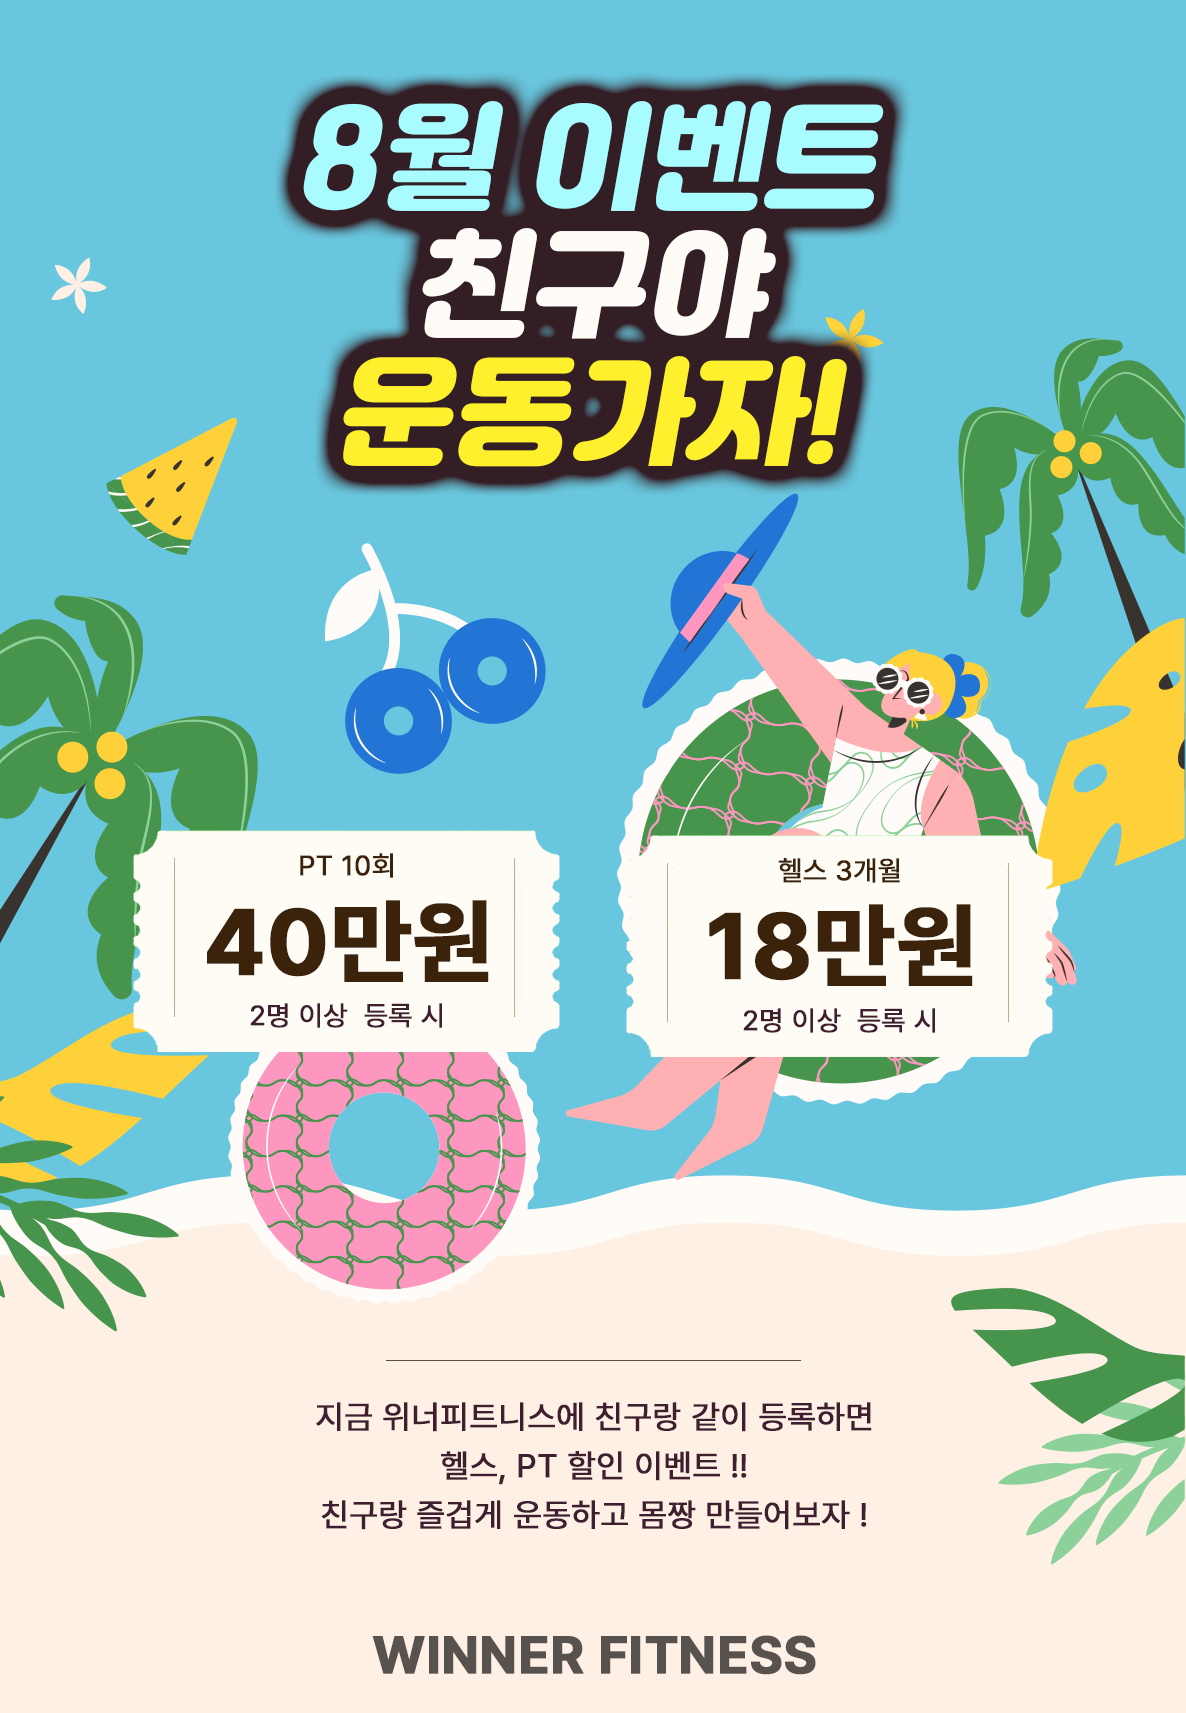 8월 이벤트
친구야
운동가자!
PT 10회
40만원
2명 이상 등록 시
헬스 3개월
18만원
2명 이상 등록 시
지금 위너피트니스에 친구랑 같이 등록하면
헬스, PT 할인 이벤트 !!
친구랑 즐겁게 운동하고 몸짱 만들어보자 !
WINNER FITNESS